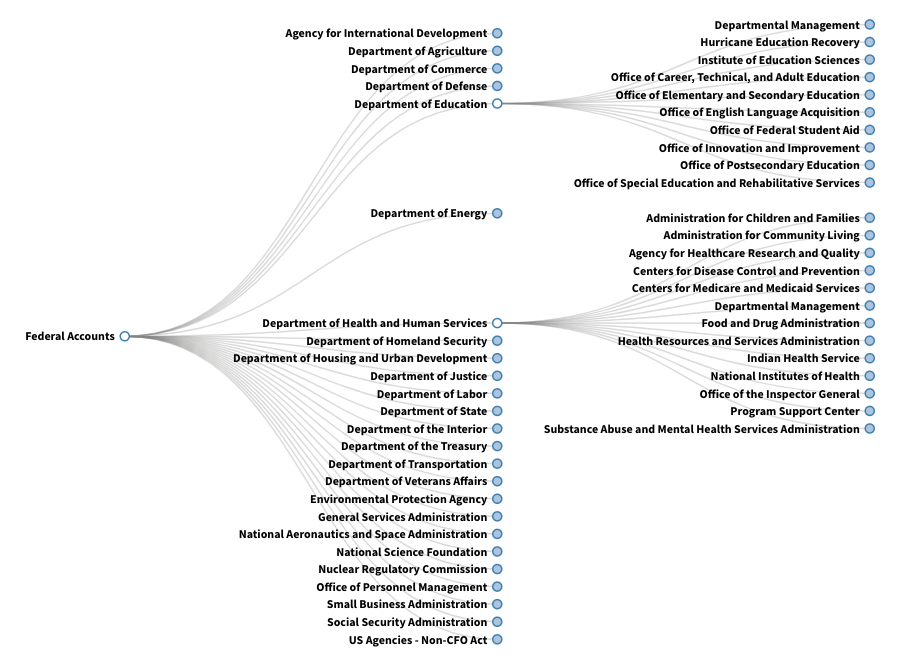 Federal Accounts
Agency for International Development
Department of Agriculture
Department of Commerce
Department of Defense
Department of Education
Departmental Management
Hurricane Education Recovery
Institute of Education Sciences
Office of Career, Technical, and Adult Education
Office of Elementary and Secondary Education
Office of English Language Acquisition
Office of Federal Student Aid
Office of Innovation and Improvement
Office of Postsecondary Education
Office of Special Education and Rehabilitative Services
Department of Energy
Department of Health and Human Services
Administration for Children and Families
Administration for Community Living
Agency for Healthcare Research and Quality
Centers for Disease Control and Prevention
Centers for Medicare and Medicaid Services
Departmental Management
Food and Drug Administration
Health Resources and Services Administration
Indian Health Service
National Institutes of Health
Office of the Inspector General
Program Support Center
Substance Abuse and Mental Health Services Administration
Department of Homeland Security
Department of Housing and Urban Development
Department of Justice
Department of Labor
Department of State
Department of the Interior
Department of the Treasury
Department of Transportation
Department of Veterans Affairs
Environmental Protection Agency
General Services Administration
National Aeronautics and Space Administration
National Science Foundation
Nuclear Regulatory Commission
Office of Personnel Management
Small Business Administration
Social Security Administration
US Agencies - Non-CFO Act